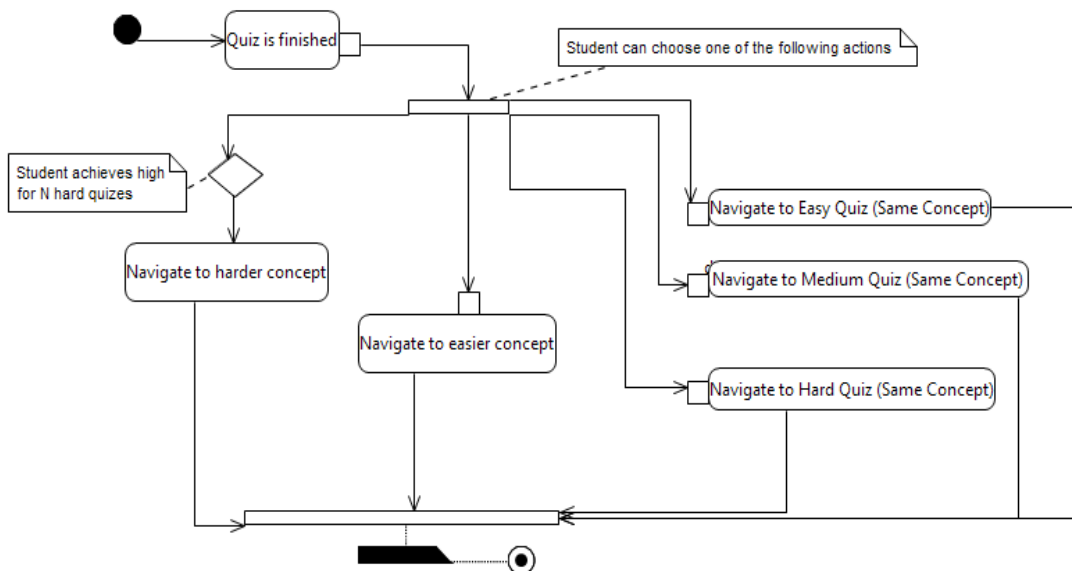 Quiz is finished
Student can choose one of the following actions
Student achieves high
for N hard quizes
Navigate to Easy Quiz (Same Concept)
Navigate to harder concept
Navigate to Medium Quiz (Same Concept)
Navigate to easier concept
Navigate to Hard Quiz (Same Concept)